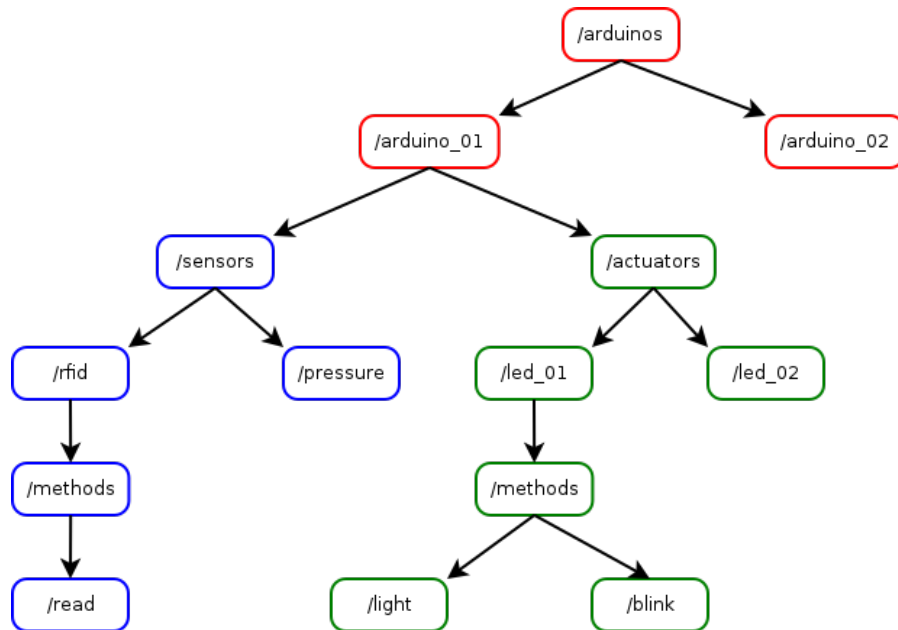 /arduinos
/arduino_01
/arduino_02
/sensors
/actuators
/rfid
/pressure
/led_01
/led_02
/methods
/methods
/read
/light
/blink